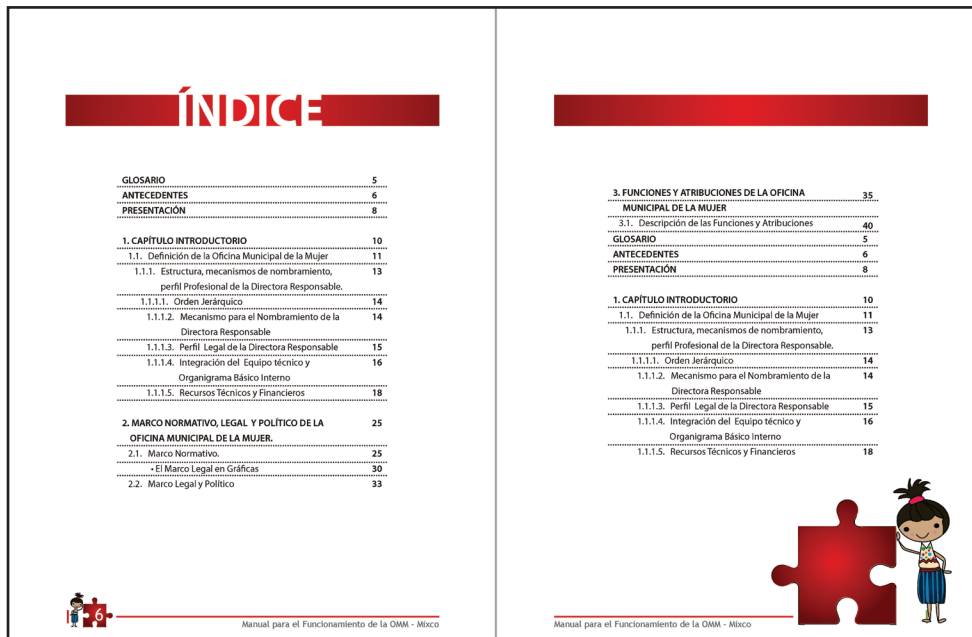 ÍNDICE
GLOSARIO 5
ANTECEDENTES 6
PRESENTACIÓN 8
1. CAPÍTULO INTRODUCTORIO 10
1.1. Definición de la Oficina Municipal de la Mujer 11
1.1.1. Estructura, mecanismos de nombramiento, 13
perfil Profesional de la Directora Responsable.
1.1.1.1. Orden Jerárquico 14
1.1.1.2. Mecanismo para el Nombramiento de la 14
Directora Responsable
1.1.1.3. Perfil Legal de la Directora Responsable 15
1.1.1.4. Integración del Equipo técnico y 16
Organigrama Básico Interno
1.1.1.5. Recursos Técnicos y Financieros 18
2. MARCO NORMATIVO, LEGAL Y POLÍTICO DE LA 25
OFICINA MUNICIPAL DE LA MUJER.
2.1. Marco Normativo. 25
• El Marco Legal en Gráficas 30
2.2. Marco Legal y Político 33
6
Manual para el Funcionamiento de la OMM - Mixco
3. FUNCIONES Y ATRIBUCIONES DE LA OFICINA 35
MUNICIPAL DE LA MUJER
3.1. Descripción de las Funciones y Atribuciones 40
GLOSARIO 5
ANTECEDENTES 6
PRESENTACIÓN 8
1. CAPÍTULO INTRODUCTORIO 10
1.1. Definición de la Oficina Municipal de la Mujer 11
1.1.1. Estructura, mecanismos de nombramiento, 13
perfil Profesional de la Directora Responsable.
1.1.1.1. Orden Jerárquico 14
1.1.1.2. Mecanismo para el Nombramiento de la 14
Directora Responsable
1.1.1.3. Perfil Legal de la Directora Responsable 15
1.1.1.4. Integración del Equipo técnico y 16
Organigrama Básico Interno
1.1.1.5. Recursos Técnicos y Financieros 18
Manual para el Funcionamiento de la OMM - Mixco